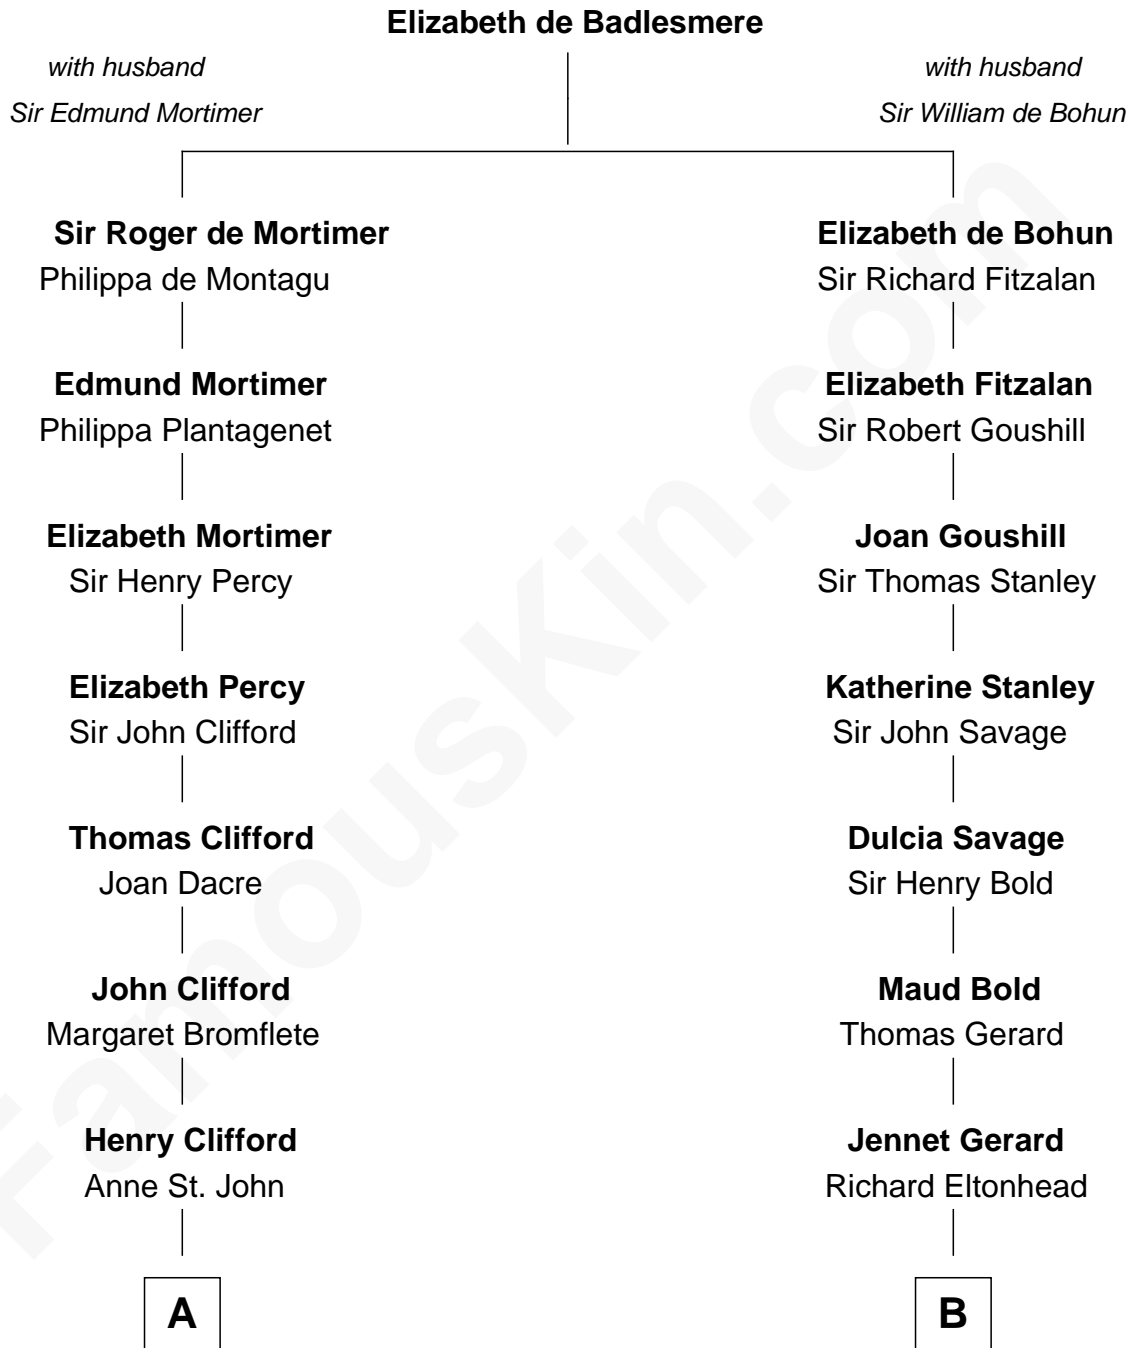 Elizabeth de Badlesmere
with husband
Sir Edmund Mortimer
with husband
Sir William de Bohun
Sir Roger de Mortimer
Philippa de Montagu
Elizabeth de Bohun
Sir Richard Fitzalan
Edmund Mortimer
Philippa Plantagenet
Elizabeth Fitzalan
Sir Robert Goushill
Elizabeth Mortimer
Sir Henry Percy
Joan Goushill
Sir Thomas Stanley
Elizabeth Percy
Sir John Clifford
Katherine Stanley
Sir John Savage
Thomas Clifford
Joan Dacre
Dulcia Savage
Sir Henry Bold
John Clifford
Margaret Bromflete
Maud Bold
Thomas Gerard
Henry Clifford
Anne St. John
Jennet Gerard
Richard Eltonhead
A
B
FamousKin.com